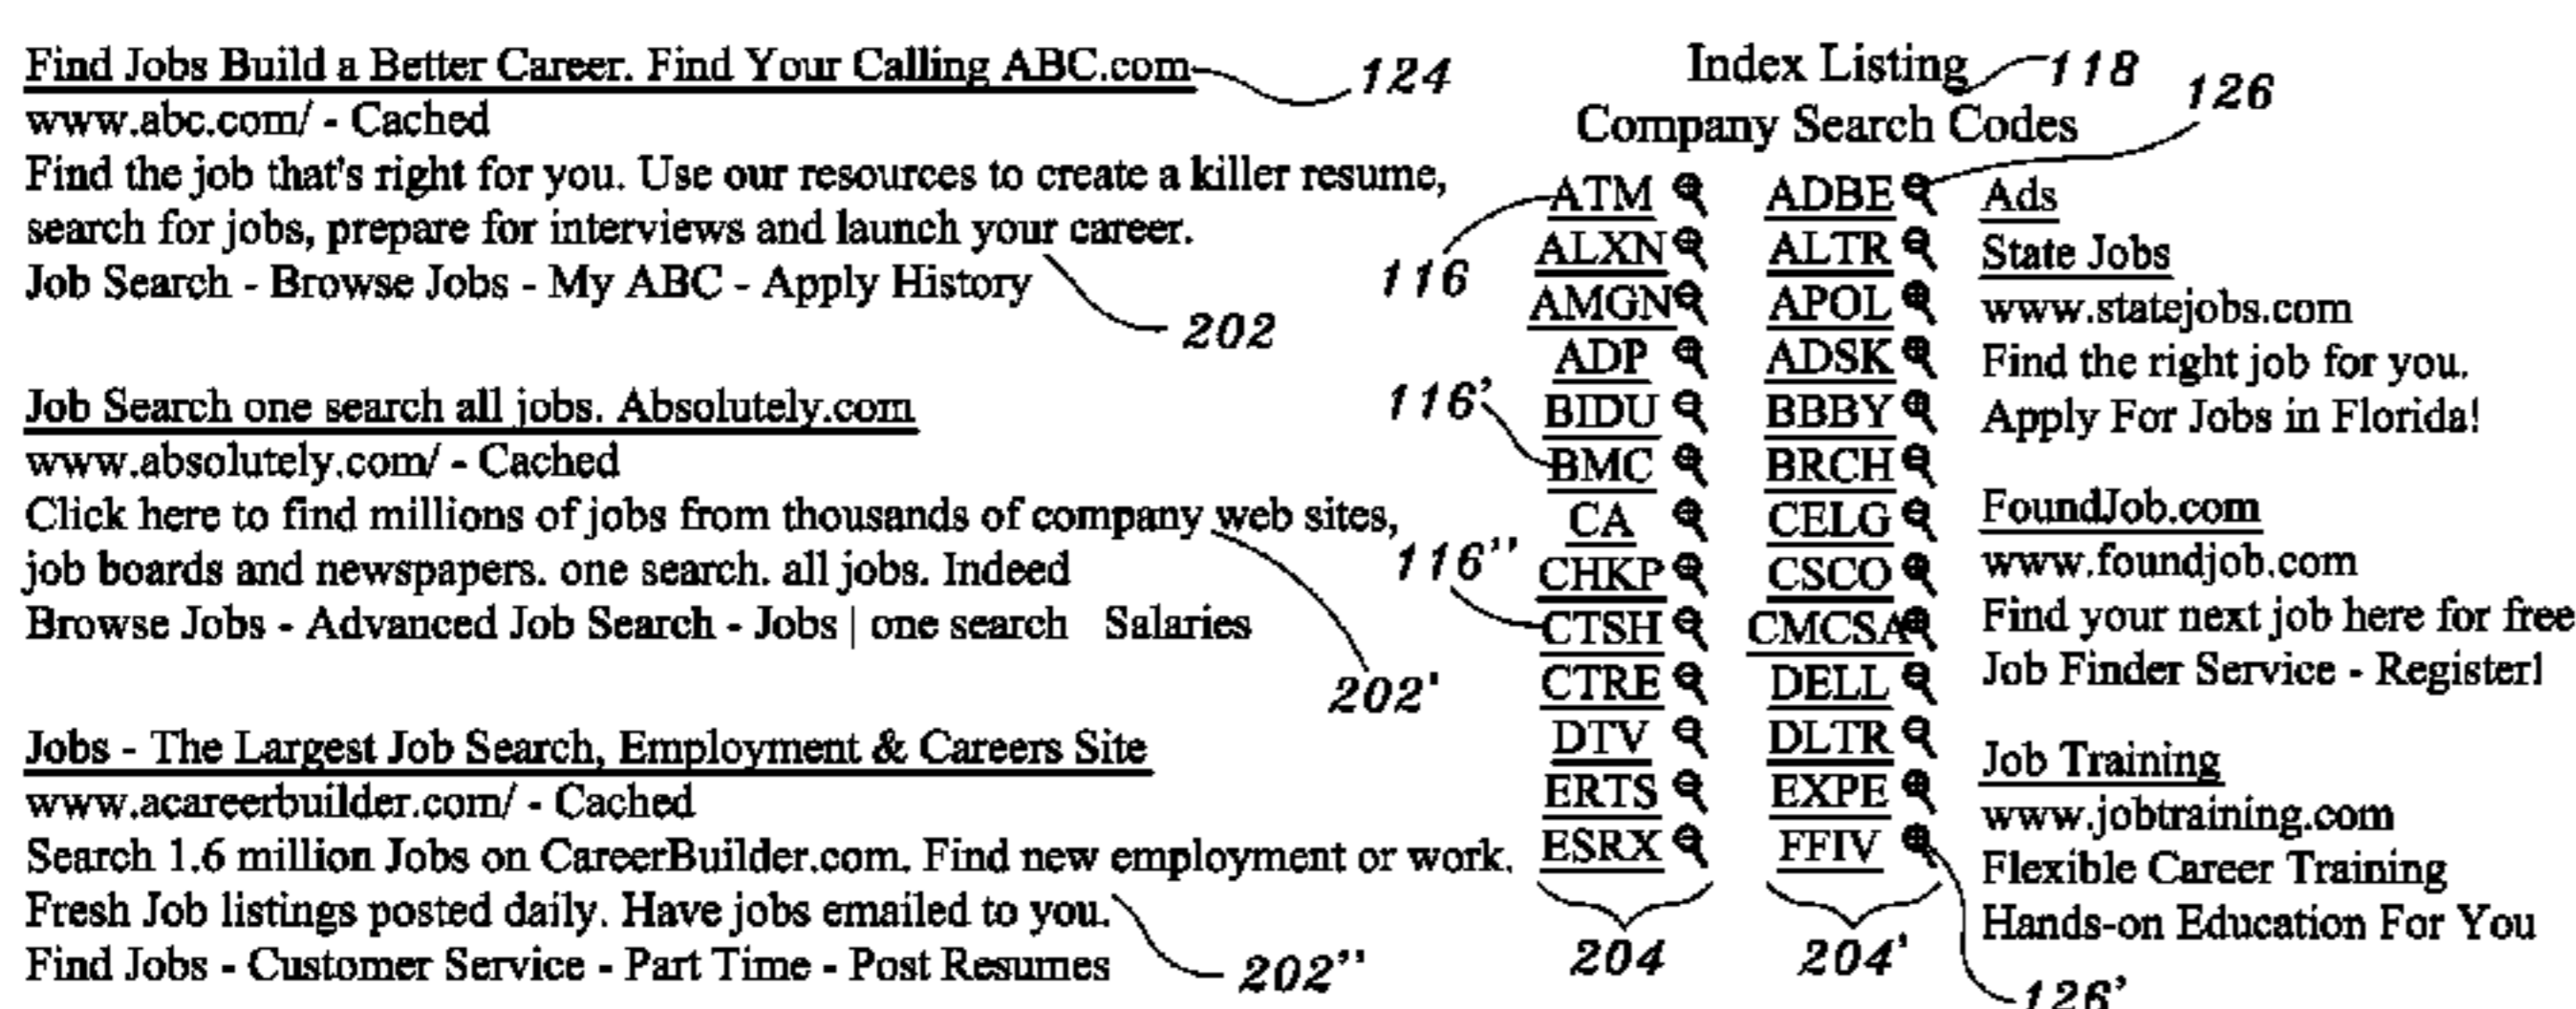 Find Jobs Build a Better Career. Find Your Calling ABC.com
124
www.abc.com/ - Cached
Find the job that's right for you. Use our resources to create a killer resume,
search for jobs, prepare for interviews and launch your career.
Job Search - Browse Jobs - My ABC - Apply History
202
Job Search one search all jobs. Absolutely.com
www.absolutely.com/ - Cached
Click here to find millions of jobs from thousands of company web sites,
job boards and newspapers. one search. all jobs. Indeed
Browse Jobs - Advanced Job Search - Jobs | one search Salaries
202'
Jobs - The Largest Job Search, Employment & Careers Site
www.acareerbuilder.com/ - Cached
Search 1.6 million Jobs on CareerBuilder.com. Find new employment or work.
Fresh Job listings posted daily. Have jobs emailed to you.
Find Jobs - Customer Service - Part Time - Post Resumes
202''
Index Listing
118
Company Search Codes
126
116
116'
116''
ATM ADBE
ALXN ALTR
AMGN APOL
ADP ADSK
BIDU BBBY
BMC BRCH
CA CELG
CHKP CSCO
CTSH CMCSA
CTRE DELL
DTV DLTR
ERTS EXPE
ESRX FFIV
204 204'
126'
Ads
State Jobs
www.statejobs.com
Find the right job for you.
Apply For Jobs in Florida!
FoundJob.com
www.foundjob.com
Find your next job here for free
Job Finder Service - Register!
Job Training
www.jobtraining.com
Flexible Career Training
Hands-on Education For You